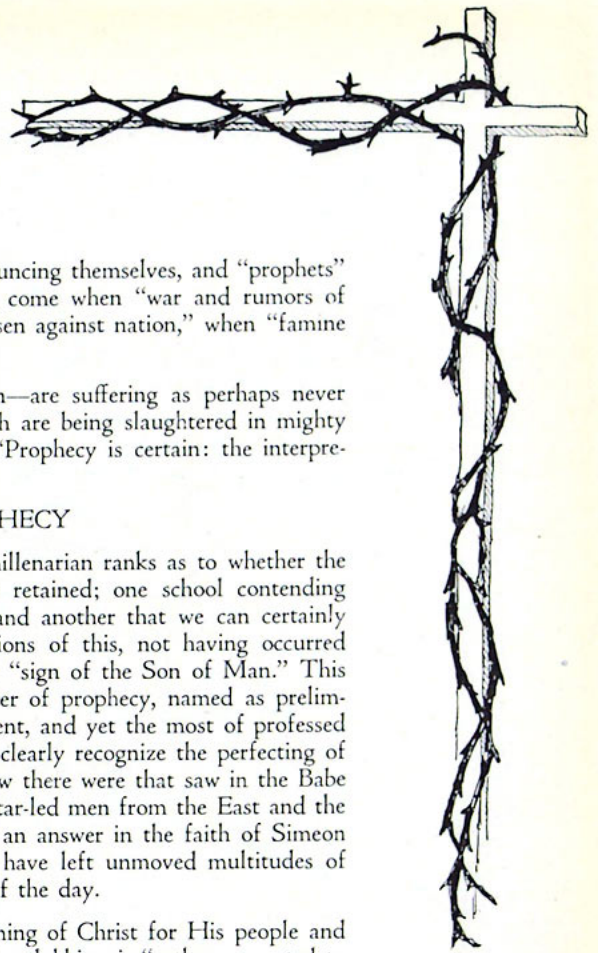 uncing themselves, and “prophets”
come when “war and rumors of
sen against nation,” when “famine
n—are suffering as perhaps never
h are being slaughtered in mighty
“Prophecy is certain: the interpre-
HECY
illenarian ranks as to whether the
retained; one school contending
and another that we can certainly
ions of this, not having occurred
“sign of the Son of Man.” This
er of prophecy, named as prelim-
ent, and yet the most of professed
clearly recognize the perfecting of
w there were that saw in the Babe
tar-led men from the East and the
an answer in the faith of Simeon
have left unmoved multitudes of
f the day.
ning of Christ for His people and